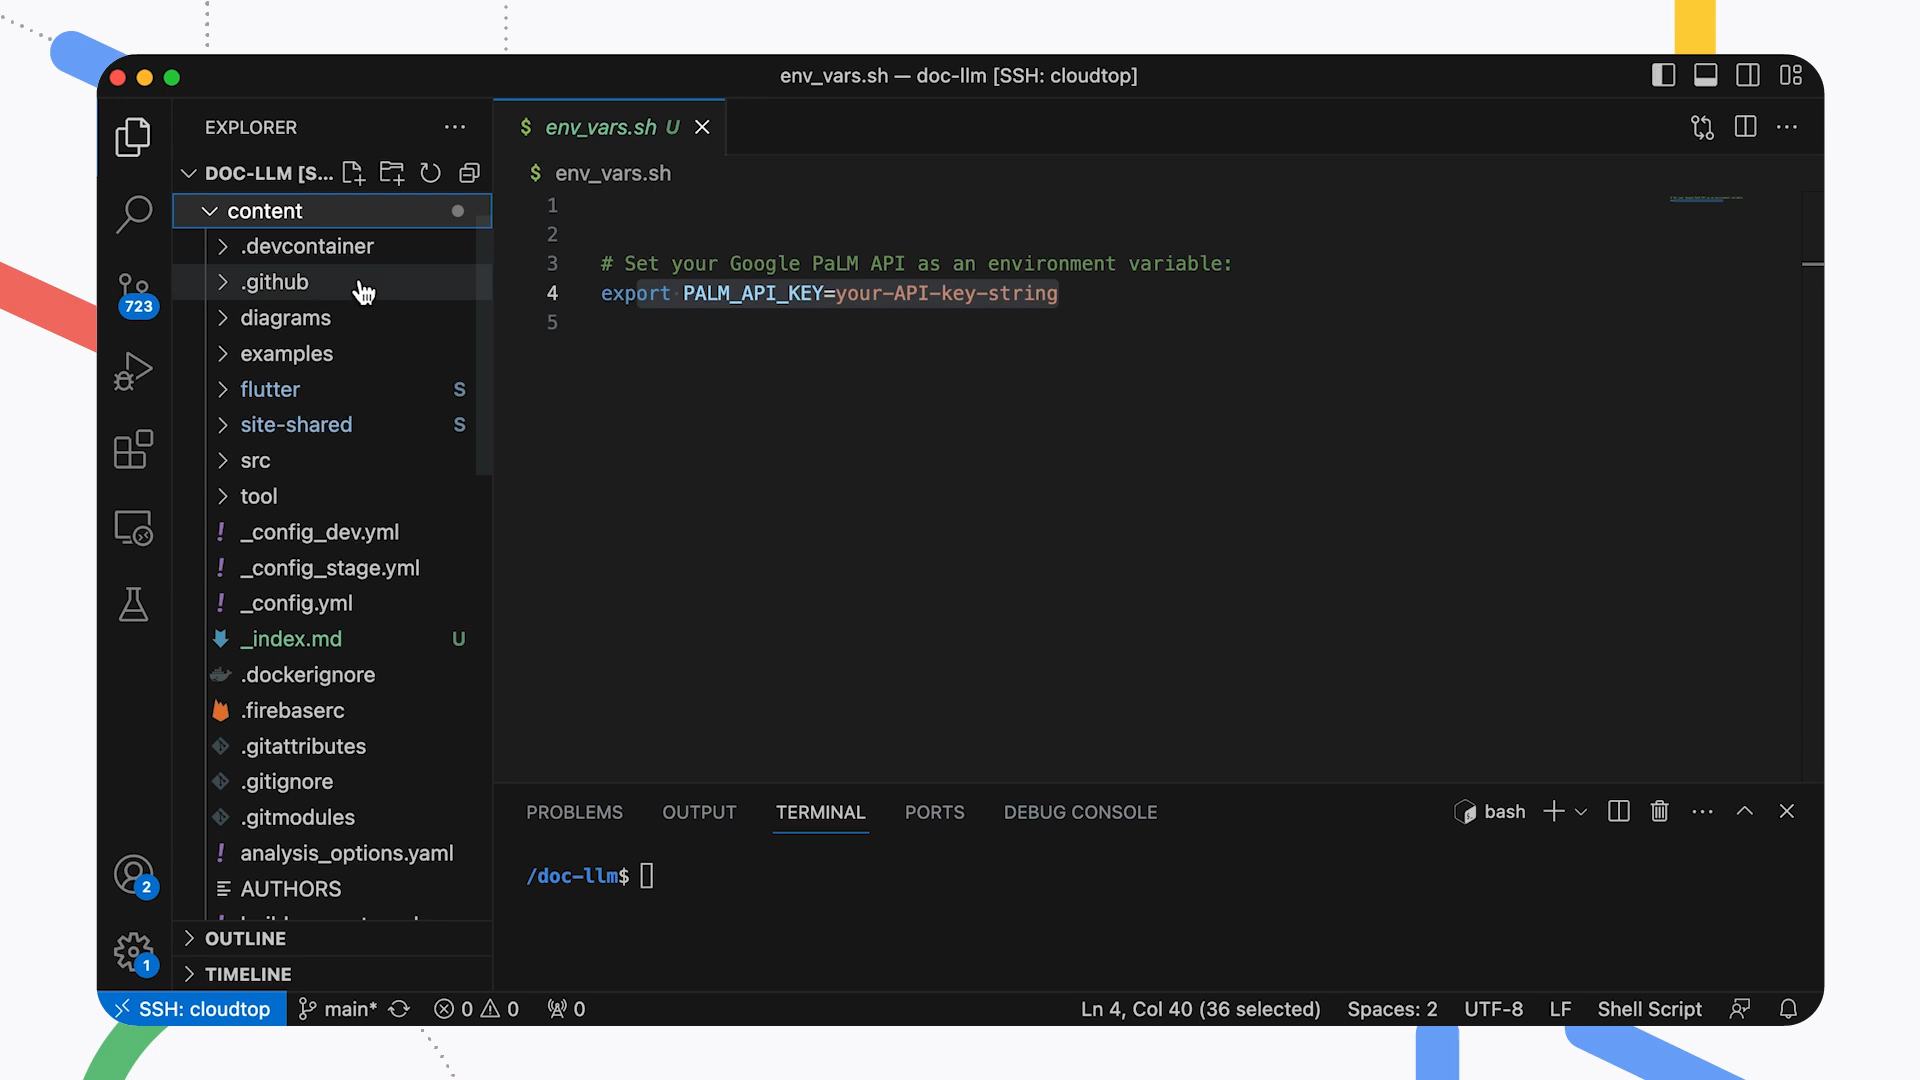 env_vars.sh — doc-llm [SSH: cloudtop]
EXPLORER
DOC-LLM [S...
content
.devcontainer
.github
diagrams
examples
flutter S
site-shared S
src
tool
! _config_dev.yml
! _config_stage.yml
! _config.yml
_index.md U
.dockerignore
.firebaserc
.gitattributes
.gitignore
.gitmodules
! analysis_options.yaml
AUTHORS
OUTLINE
TIMELINE
723
2
1
$ env_vars.sh U
$ env_vars.sh
1
2
3 # Set your Google PaLM API as an environment variable:
4 export PALM_API_KEY=your-API-key-string
5
PROBLEMS OUTPUT TERMINAL PORTS DEBUG CONSOLE
bash
/doc-llm$
SSH: cloudtop main* 0 0 0 Ln 4, Col 40 (36 selected) Spaces: 2 UTF-8 LF Shell Script